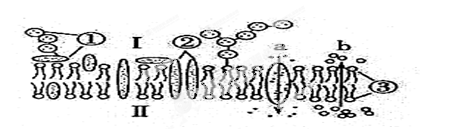 ① I ② a b
③
II